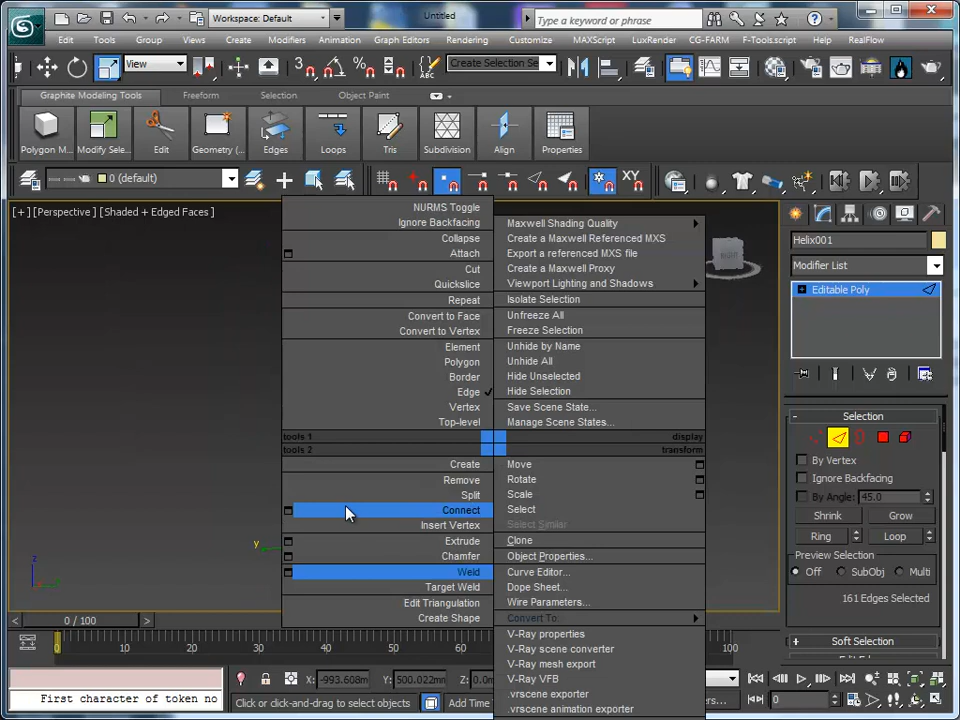 Workspace: Default
Untitled
Type a keyword or phrase
Edit Tools Group Views Create Modifiers Animation Graph Editors Rendering Customize MAXScript LuxRender CG-FARM F-Tools.script Help RealFlow
View
3
Create Selection Se
Graphite Modeling Tools Freeform Selection Object Paint
Polygon M... Modify Sele... Edit Geometry ( Edges Loops Tris Subdivision Align Properties
0 (default)
XY
[+] [Perspective] [Shaded + Edged Faces]
NURMS Toggle
Ignore Backfacing
Collapse
Attach
Cut
Quickslice
Repeat
Convert to Face
Convert to Vertex
Element
Polygon
Border
Edge
Vertex
Top-level
tools 1
tools 2
Create
Remove
Split
Connect
Insert Vertex
Extrude
Chamfer
Weld
Target Weld
Edit Triangulation
Create Shape
Maxwell Shading Quality
Create a Maxwell Referenced MXS
Export a referenced MXS file
Create a Maxwell Proxy
Viewport Lighting and Shadows
Isolate Selection
Unfreeze All
Freeze Selection
Unhide by Name
Unhide All
Hide Unselected
Hide Selection
Save Scene State...
Manage Scene States...
display
transform
Move
Rotate
Scale
Select
Select Similar
Clone
Object Properties...
Curve Editor...
Dope Sheet...
Wire Parameters...
Convert To:
V-Ray properties
V-Ray scene converter
V-Ray mesh export
V-Ray VFB
.vrscene exporter
.vrscene animation exporter
Helix001
Modifier List
Editable Poly
Selection
By Vertex
Ignore Backfacing
By Angle: 45.0
Shrink Grow
Ring Loop
Preview Selection
Off SubObj Multi
161 Edges Selected
Soft Selection
y
z
0 / 100
0 10 20 30 100
X: -993.608m Y: 500.022mm Z: 0.0m
First character of token no
Click or click-and-drag to select objects
Add Time
0